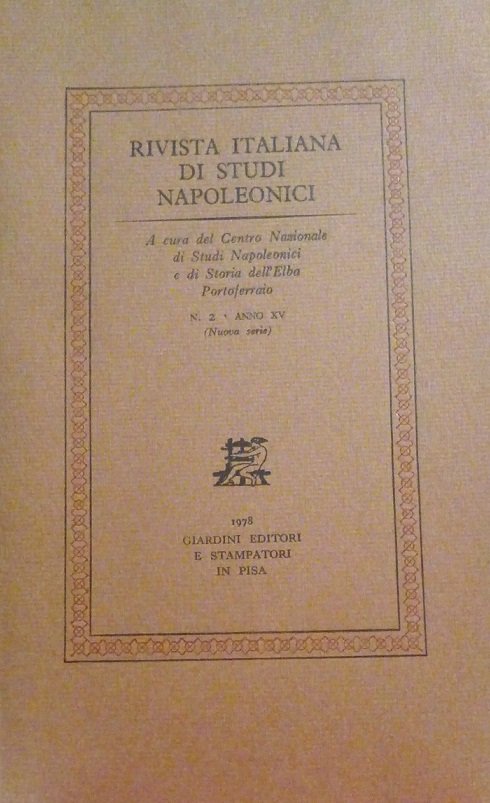 RIVISTA ITALIANA
DI STUDI
NAPOLEONICI
A cura del Centro Nazionale
di Studi Napoleonici
e di Storia dell'Elba
Portoferraio
N. 2 · ANNO XV
(Nuova serie)
1978
GIARDINI EDITORI
E STAMPATORI
IN PISA